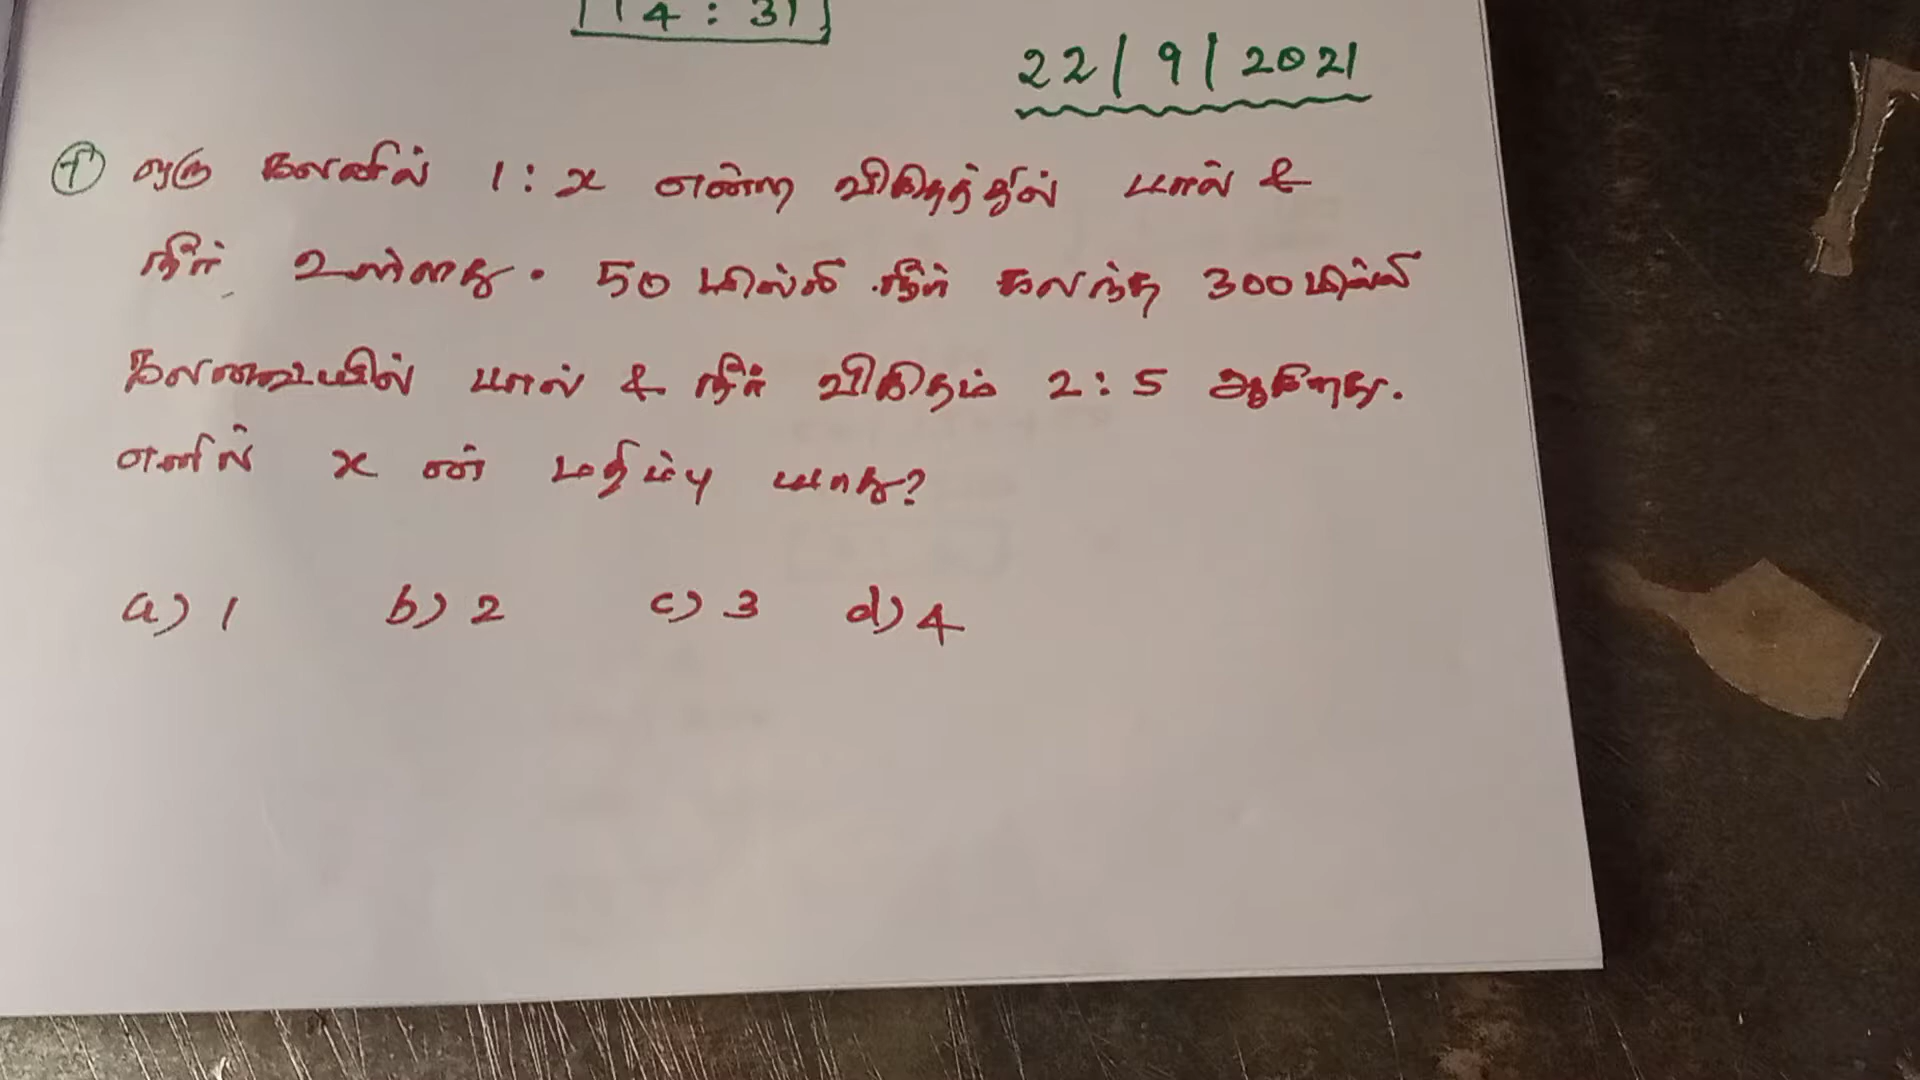 14 : 31
22/9/2021
1 ஒரு கலனில் 1 : x என்ற விகிதத்தில் பால் &
நீர் உள்ளது. 50 மில்லி நீர் கலந்த 300 மில்லி
கலவையில் பால் & நீர் விகிதம் 2 : 5 ஆகிறது.
எனில் x ன் மதிப்பு யாது?
a) 1 b) 2 c) 3 d) 4